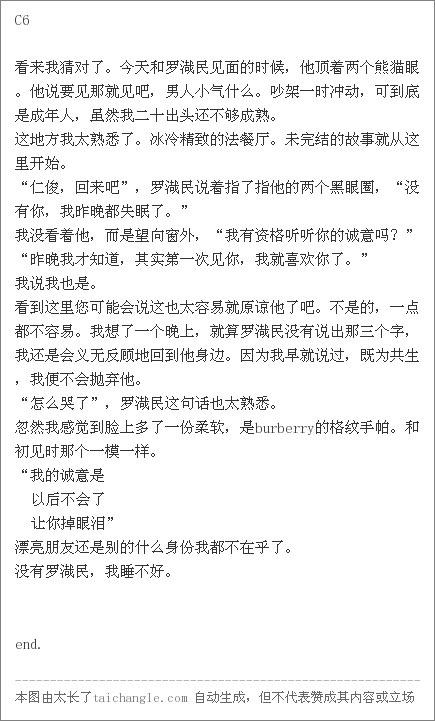 C6
看来我猜对了。今天和罗渽民见面的时候，他顶着两个熊猫眼
。他说要见那就见吧，男人小气什么。吵架一时冲动，可到底
是成年人，虽然我二十出头还不够成熟。
这地方我太熟悉了。冰冷精致的法餐厅。未完结的故事就从这
里开始。
“仁俊，回来吧”，罗渽民说着指了指他的两个黑眼圈，“没
有你，我昨晚都失眠了。”
我没看着他，而是望向窗外，“我有资格听听你的诚意吗？”
“昨晚我才知道，其实第一次见你，我就喜欢你了。”
我说我也是。
看到这里您可能会说这也太容易就原谅他了吧。不是的，一点
都不容易。我想了一个晚上，就算罗渽民没有说出那三个字，
我还是会义无反顾地回到他身边。因为我早就说过，既为共生
，我便不会抛弃他。
“怎么哭了”，罗渽民这句话也太熟悉。
忽然我感觉到脸上多了一份柔软，是burberry的格纹手帕。和
初见时那个一模一样。
“我的诚意是
以后不会了
让你掉眼泪”
漂亮朋友还是别的什么身份我都不在乎了。
没有罗渽民，我睡不好。
end.
本图由太长了taichangle.com 自动生成，但不代表赞成其内容或立场